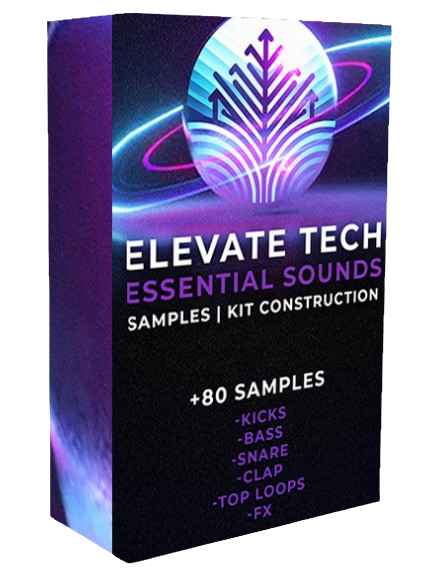 ELEVATE TECH
ESSENTIAL SOUNDS
SAMPLES | KIT CONSTRUCTION
+80 SAMPLES
-KICKS
-BASS
-SNARE
-CLAP
-TOP LOOPS
-FX